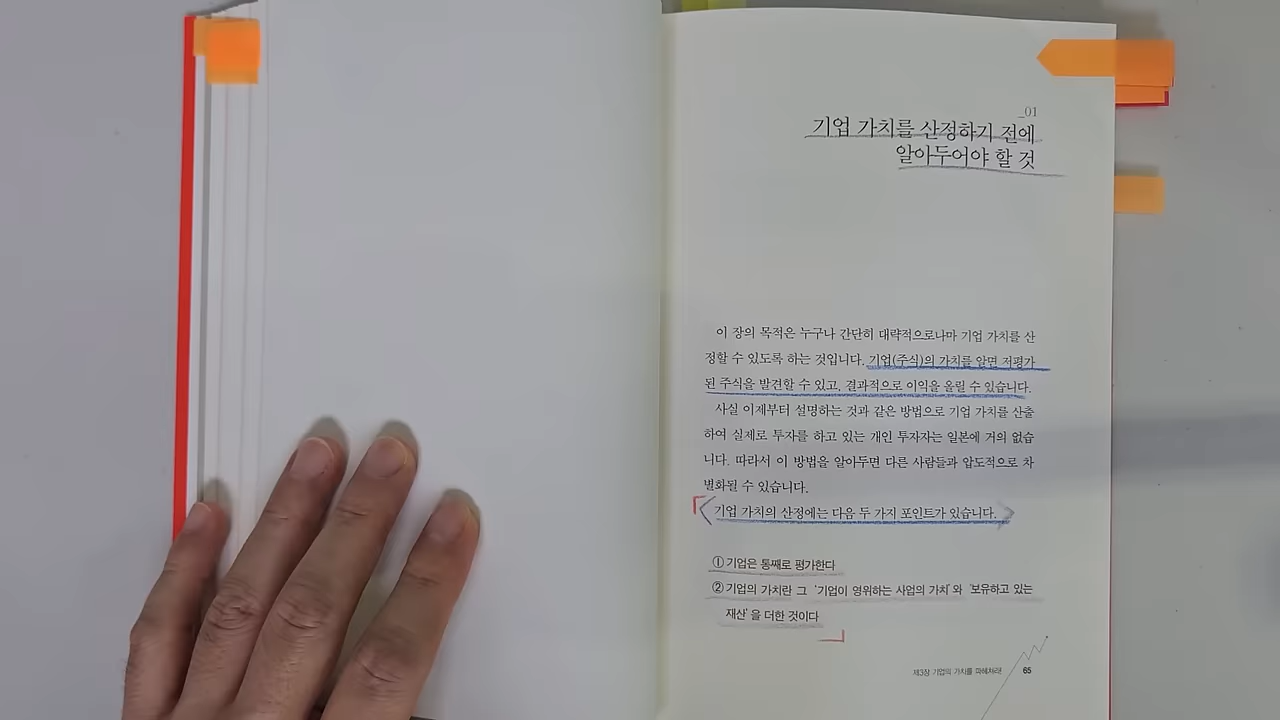 _01
기업 가치를 산정하기 전에
알아두어야 할 것
이 장의 목적은 누구나 간단히 대략적으로나마 기업 가치를 산
정할 수 있도록 하는 것입니다. 기업(주식)의 가치를 알면 저평가
된 주식을 발견할 수 있고, 결과적으로 이익을 올릴 수 있습니다.
사실 이제부터 설명하는 것과 같은 방법으로 기업 가치를 산출
하여 실제로 투자를 하고 있는 개인 투자자는 일본에 거의 없습
니다. 따라서 이 방법을 알아두면 다른 사람들과 압도적으로 차
별화될 수 있습니다.
기업 가치의 산정에는 다음 두 가지 포인트가 있습니다.
① 기업은 통째로 평가한다
② 기업의 가치란 그 '기업이 영위하는 사업의 가치'와 '보유하고 있는
재산'을 더한 것이다
제3장 기업의 가치를 파헤쳐라! 65